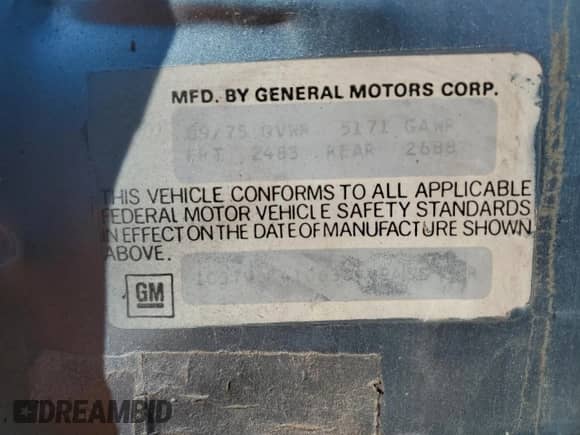 MFD. BY GENERAL MOTORS CORP.
09/75 GVWR 5171 GAWR
FRT 2483 REAR 2688
THIS VEHICLE CONFORMS TO ALL APPLICABLE
FEDERAL MOTOR VEHICLE SAFETY STANDARDS
IN EFFECT ON THE DATE OF MANUFACTURE SHOWN
ABOVE.
GM
DREAMBID